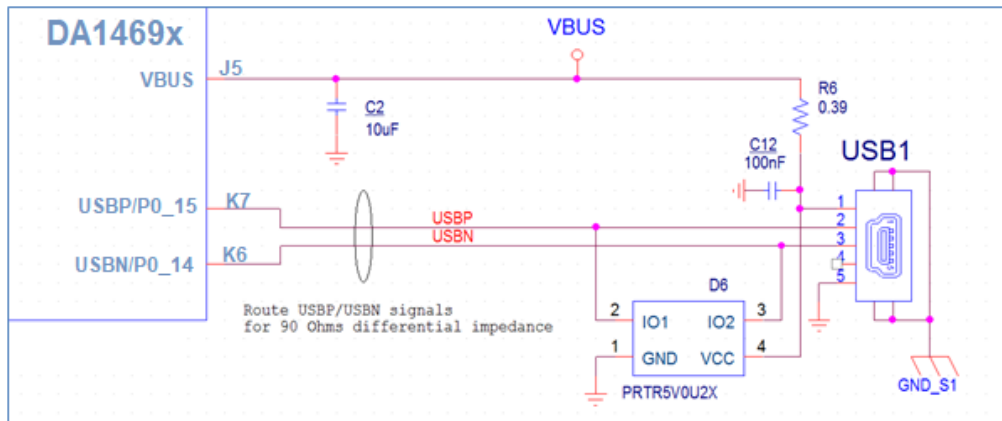 DA1469x
VBUS
J5
VBUS
C2
10uF
R6
0.39
C12
100nF
USB1
USBP/P0_15
K7
USBP
USBN
USBN/P0_14
K6
1
2
3
4
5
Route USBP/USBN signals
for 90 Ohms differential impedance
D6
2
IO1
IO2
3
1
GND
VCC
4
PRTR5V0U2X
GND_S1